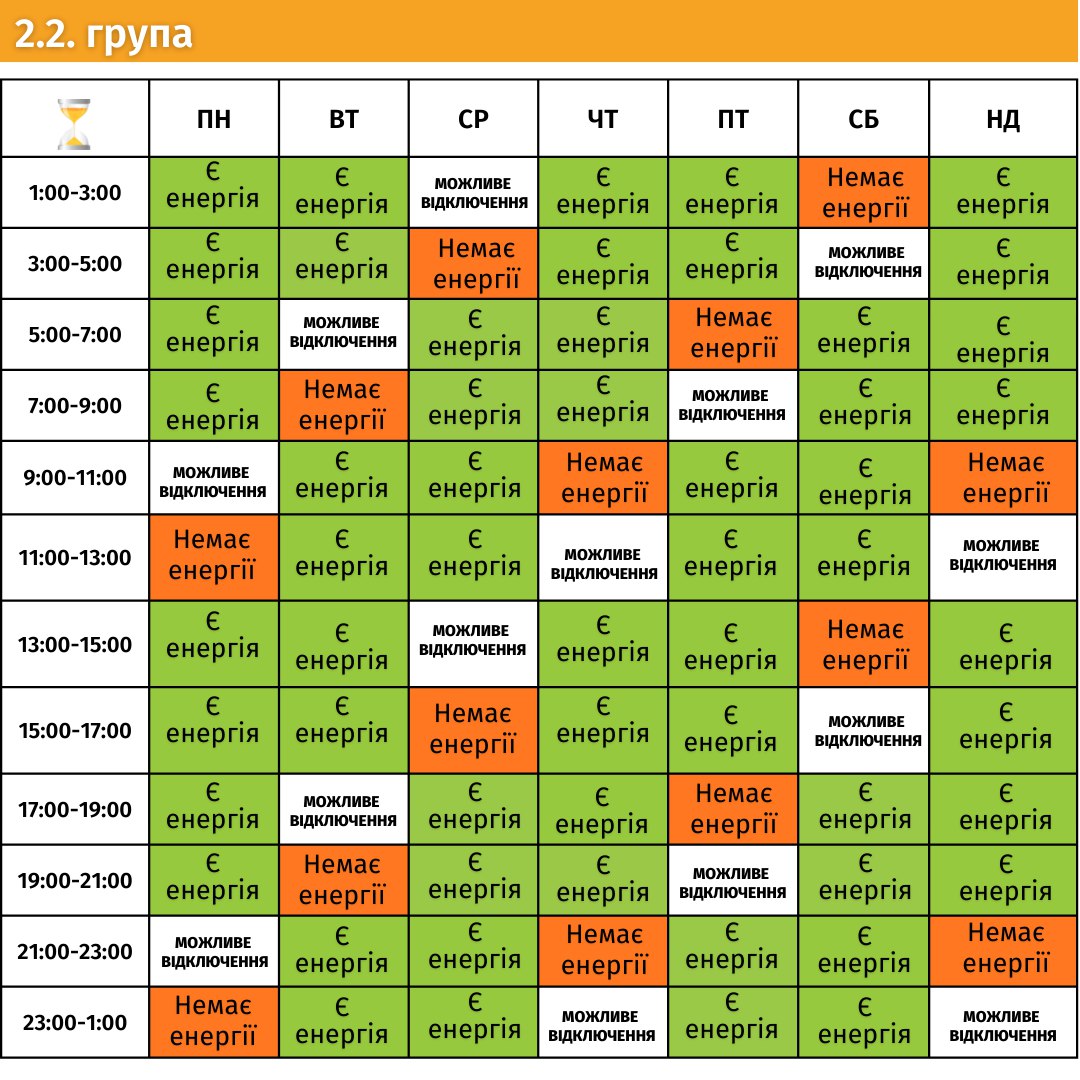 2.2. група
ПН ВТ СР ЧТ ПТ СБ НД
1:00-3:00 Є енергія Є енергія МОЖЛИВЕ ВІДКЛЮЧЕННЯ Є енергія Є енергія Немає енергії Є енергія
3:00-5:00 Є енергія Є енергія Немає енергії Є енергія Є енергія МОЖЛИВЕ ВІДКЛЮЧЕННЯ Є енергія
5:00-7:00 Є енергія МОЖЛИВЕ ВІДКЛЮЧЕННЯ Є енергія Є енергія Немає енергії Є енергія Є енергія
7:00-9:00 Є енергія Немає енергії Є енергія Є енергія МОЖЛИВЕ ВІДКЛЮЧЕННЯ Є енергія Є енергія
9:00-11:00 МОЖЛИВЕ ВІДКЛЮЧЕННЯ Є енергія Є енергія Немає енергії Є енергія Є енергія Немає енергії
11:00-13:00 Немає енергії Є енергія Є енергія МОЖЛИВЕ ВІДКЛЮЧЕННЯ Є енергія Є енергія МОЖЛИВЕ ВІДКЛЮЧЕННЯ
13:00-15:00 Є енергія Є енергія МОЖЛИВЕ ВІДКЛЮЧЕННЯ Є енергія Є енергія Немає енергії Є енергія
15:00-17:00 Є енергія Є енергія Немає енергії Є енергія Є енергія МОЖЛИВЕ ВІДКЛЮЧЕННЯ Є енергія
17:00-19:00 Є енергія МОЖЛИВЕ ВІДКЛЮЧЕННЯ Є енергія Є енергія Немає енергії Є енергія Є енергія
19:00-21:00 Є енергія Немає енергії Є енергія Є енергія МОЖЛИВЕ ВІДКЛЮЧЕННЯ Є енергія Є енергія
21:00-23:00 МОЖЛИВЕ ВІДКЛЮЧЕННЯ Є енергія Є енергія Немає енергії Є енергія Є енергія Немає енергії
23:00-1:00 Немає енергії Є енергія Є енергія МОЖЛИВЕ ВІДКЛЮЧЕННЯ Є енергія Є енергія МОЖЛИВЕ ВІДКЛЮЧЕННЯ